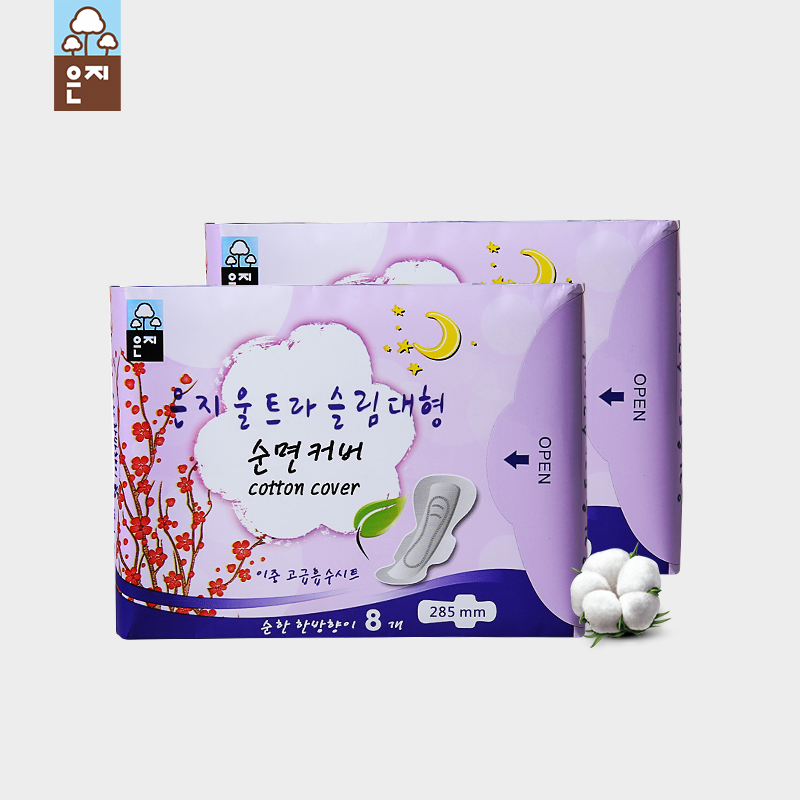 은지
은지
은지
은지 울트라 슬림 대형
순면 커버
cotton cover
OPEN
OPEN
이중 고급흡수시트
순한 한방향이 8 개
285 mm